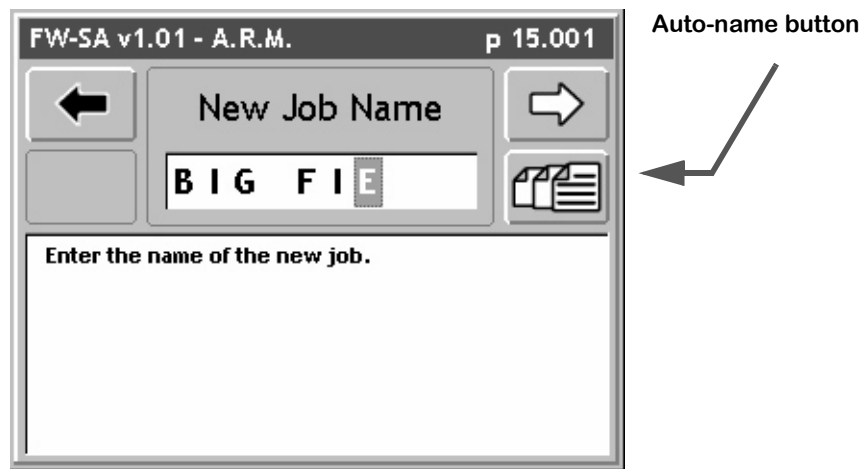 FW-SA v1.01 - A.R.M. p 15.001
Auto-name button
New Job Name
BIG FIE
Enter the name of the new job.